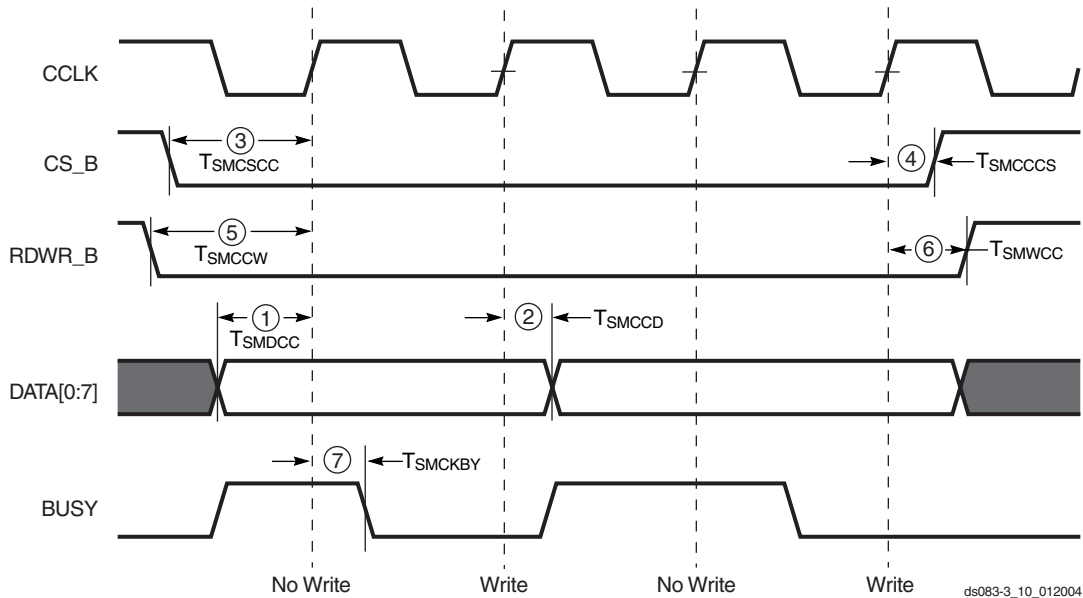 CCLK
CS_B
③
TSMCSCC
④
TSMCCCS
RDWR_B
⑤
TSMCCW
⑥
TSMWCC
DATA[0:7]
①
TSMDCC
②
TSMCCD
BUSY
⑦
TSMCKBY
No Write
Write
No Write
Write
ds083-3_10_012004